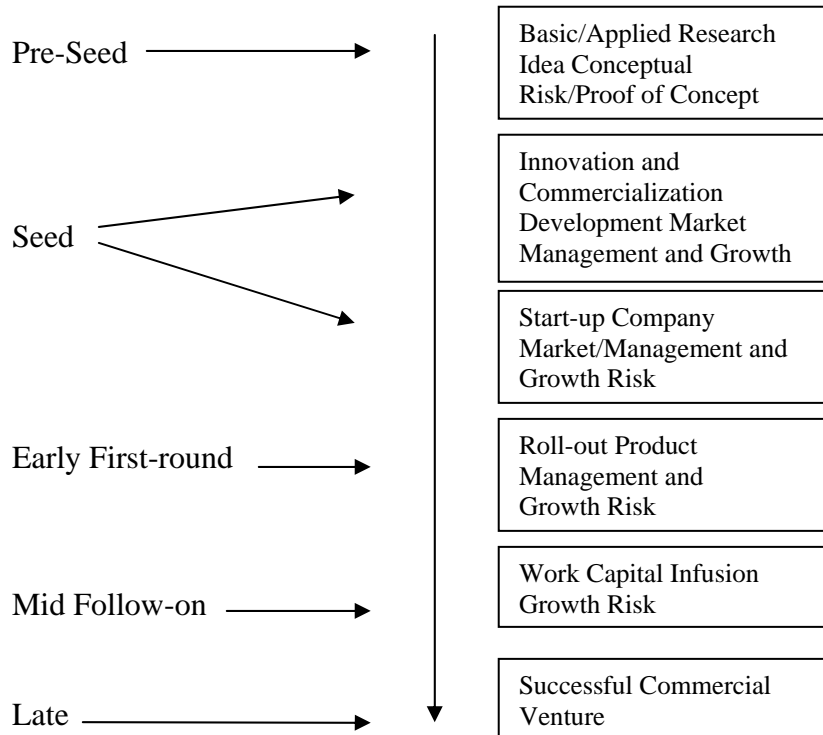 Pre-Seed
Basic/Applied Research
Idea Conceptual
Risk/Proof of Concept
Seed
Innovation and
Commercialization
Development Market
Management and Growth
Start-up Company
Market/Management and
Growth Risk
Early First-round
Roll-out Product
Management and
Growth Risk
Mid Follow-on
Work Capital Infusion
Growth Risk
Late
Successful Commercial
Venture